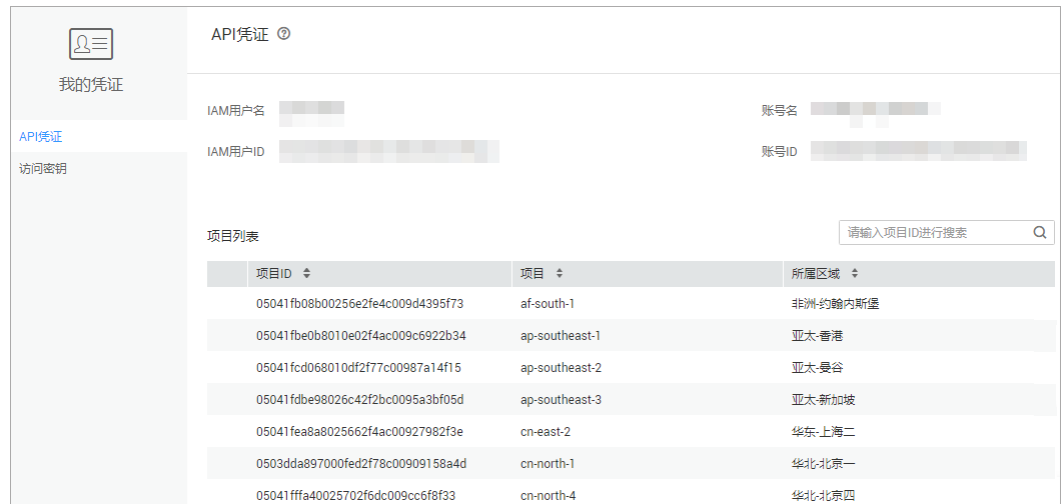 我的凭证
API凭证
访问密钥
API凭证 ?
IAM用户名
账号名
IAM用户ID
账号ID
项目列表
请输入项目ID进行搜索
项目ID 项目 所属区域
05041fb08b00256e2fe4c009d4395f73 af-south-1 非洲-约翰内斯堡
05041fbe0b8010e02f4ac009c6922b34 ap-southeast-1 亚太-香港
05041fcd068010df2f77c00987a14f15 ap-southeast-2 亚太-曼谷
05041fdbe98026c42f2bc0095a3bf05d ap-southeast-3 亚太-新加坡
05041fea8a8025662f4ac00927982f3e cn-east-2 华东-上海二
0503dda897000fed2f78c00909158a4d cn-north-1 华北-北京一
05041fffa40025702f6dc009cc6f8f33 cn-north-4 华北-北京四